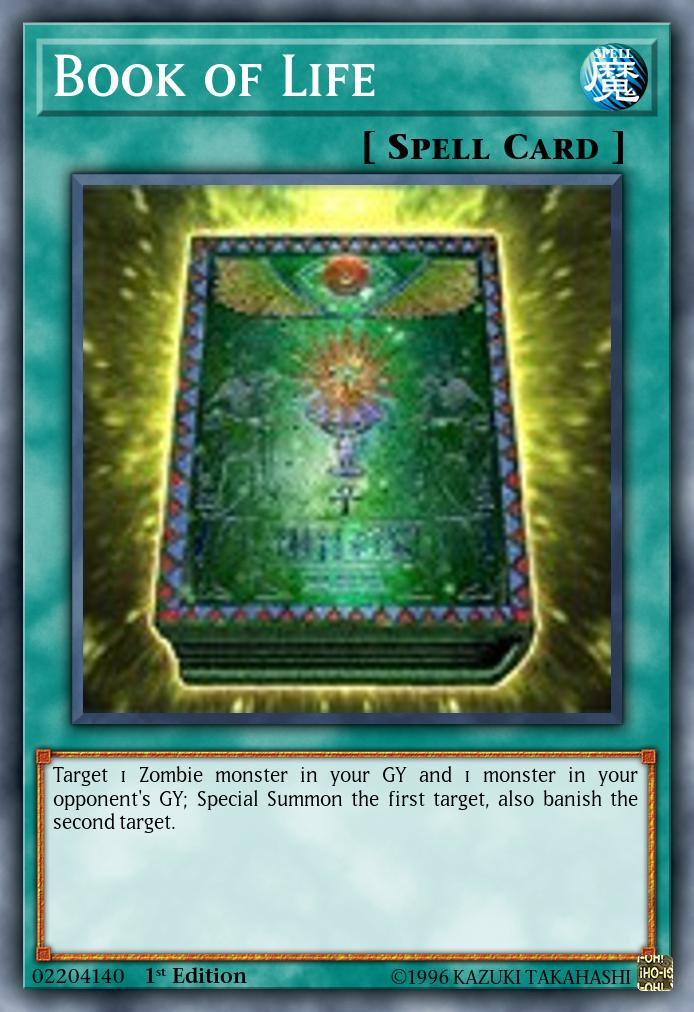 Book of Life
SPELL
魔
[ Spell Card ]
Target 1 Zombie monster in your GY and 1 monster in your
opponent's GY; Special Summon the first target, also banish the
second target.
02204140 1st Edition ©1996 KAZUKI TAKAHASHI